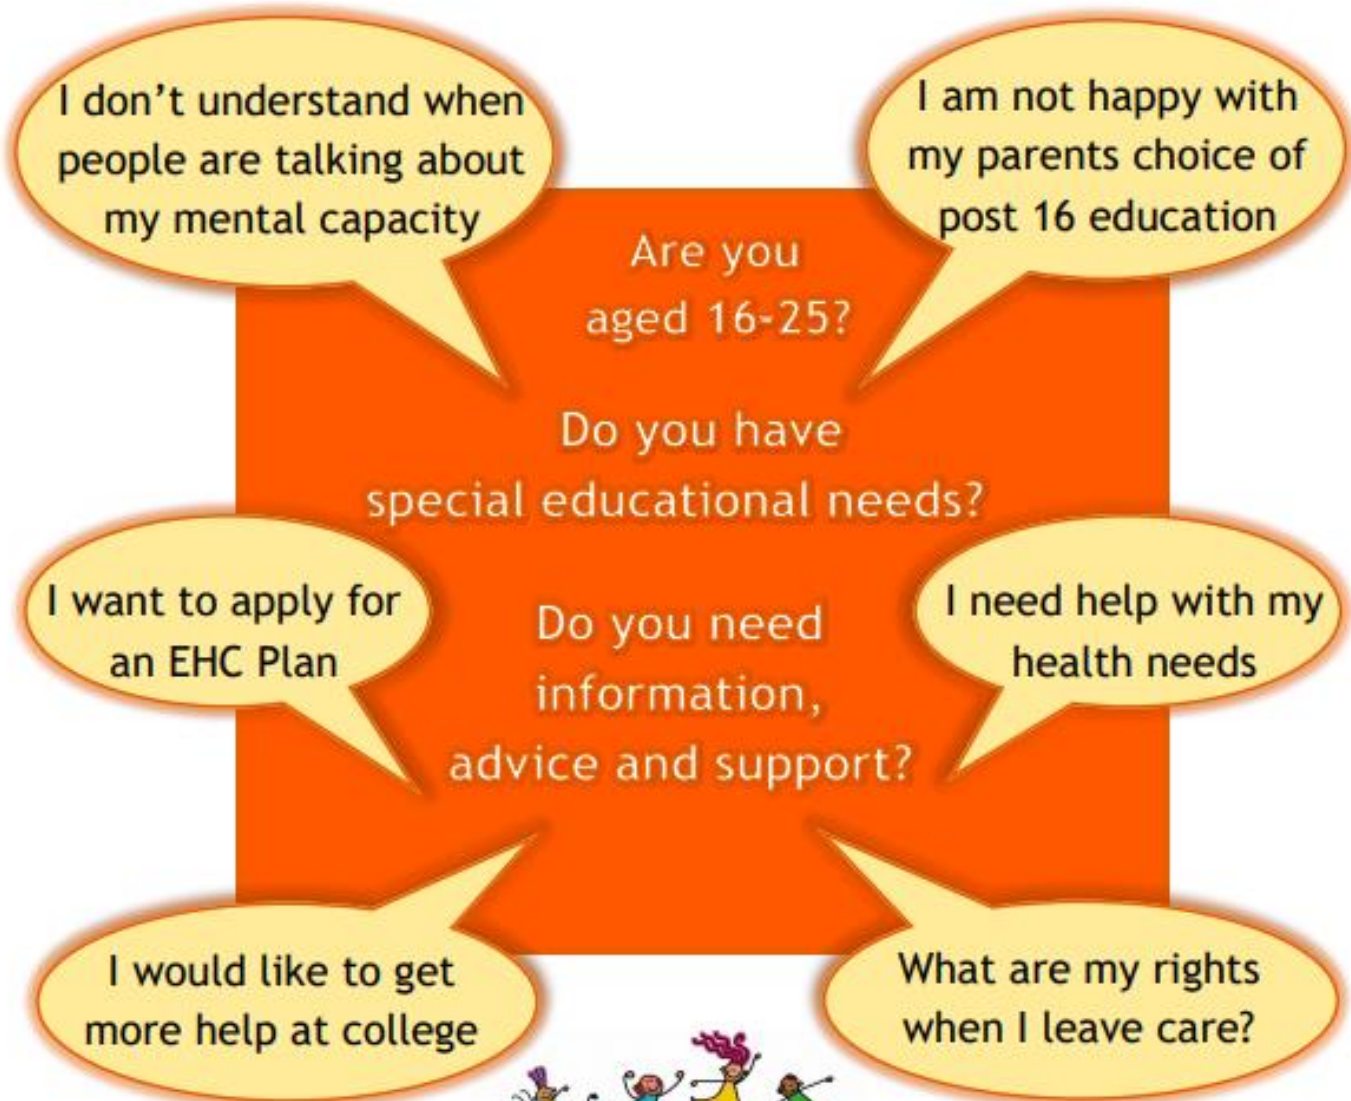 I don't understand when
people are talking about
my mental capacity
I am not happy with
my parents choice of
post 16 education
Are you
aged 16-25?
Do you have
special educational needs?
I want to apply for
an EHC Plan
Do you need
information,
advice and support?
I need help with my
health needs
I would like to get
more help at college
What are my rights
when I leave care?